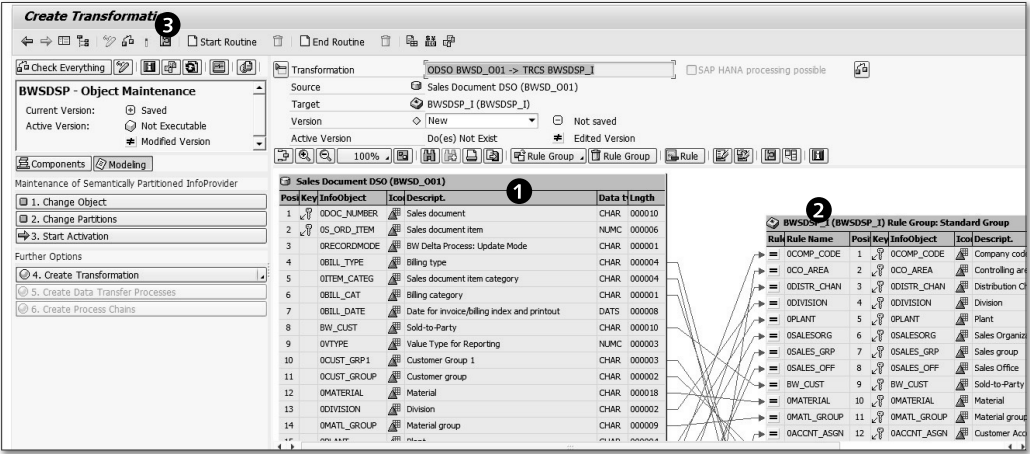 Create Transformati
3
Start Routine End Routine
Check Everything
BWSDSP - Object Maintenance
Current Version: Saved
Active Version: Not Executable
Modified Version
Components Modeling
Maintenance of Semantically Partitioned InfoProvider
1. Change Object
2. Change Partitions
3. Start Activation
Further Options
4. Create Transformation
5. Create Data Transfer Processes
6. Create Process Chains
Transformation ODSO BWSD_O01 -> TRCS BWSDSP_I SAP HANA processing possible
Source Sales Document DSO (BWSD_O01)
Target BWSDSP_I (BWSDSP_I)
Version New Not saved
Active Version Do(es) Not Exist Edited Version
100% Rule Group Rule Group Rule
Sales Document DSO (BWSD_O01) 1
Posi Key InfoObject Ico Descript. Data t Lngth
1 0DOC_NUMBER Sales document CHAR 000010
2 0S_ORD_ITEM Sales document item NUMC 000006
3 0RECORDMODE BW Delta Process: Update Mode CHAR 000001
4 0BILL_TYPE Billing type CHAR 000004
5 0ITEM_CATEG Sales document item category CHAR 000004
6 0BILL_CAT Billing category CHAR 000001
7 0BILL_DATE Date for invoice/billing index and printout DATS 000008
8 BW_CUST Sold-to-Party CHAR 000010
9 0VTYPE Value Type for Reporting NUMC 000003
10 0CUST_GRP1 Customer Group 1 CHAR 000003
11 0CUST_GROUP Customer group CHAR 000002
12 0MATERIAL Material CHAR 000018
13 0DIVISION Division CHAR 000002
14 0MATL_GROUP Material group CHAR 000009
2
BWSDSP_I (BWSDSP_I) Rule Group: Standard Group
Rul Rule Name Posi Key InfoObject Ico Descript.
0COMP_CODE 1 0COMP_CODE Company cod
0CO_AREA 2 0CO_AREA Controlling are
0DISTR_CHAN 3 0DISTR_CHAN Distribution Ch
0DIVISION 4 0DIVISION Division
0PLANT 5 0PLANT Plant
0SALESORG 6 0SALESORG Sales Organiz
0SALES_GRP 7 0SALES_GRP Sales group
0SALES_OFF 8 0SALES_OFF Sales Office
BW_CUST 9 BW_CUST Sold-to-Party
0MATERIAL 10 0MATERIAL Material
0MATL_GROUP 11 0MATL_GROUP Material group
0ACCNT_ASGN 12 0ACCNT_ASGN Customer Acco